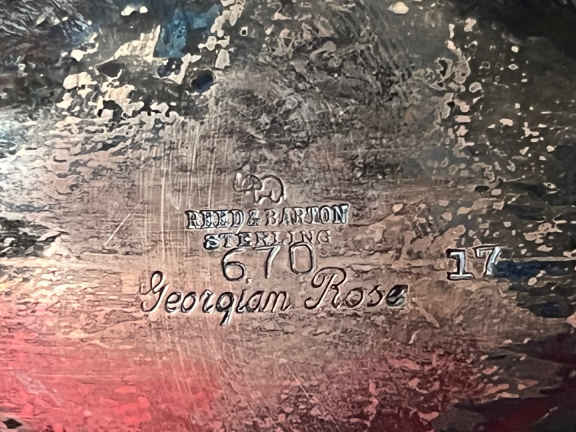 REED & BARTON
STERLING
670 17
Georgian Rose